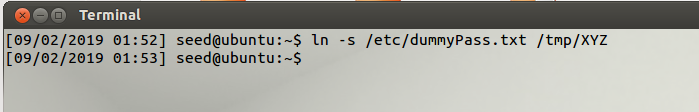 Terminal
[09/02/2019 01:52] seed@ubuntu:~$ ln -s /etc/dummyPass.txt /tmp/XYZ
[09/02/2019 01:53] seed@ubuntu:~$